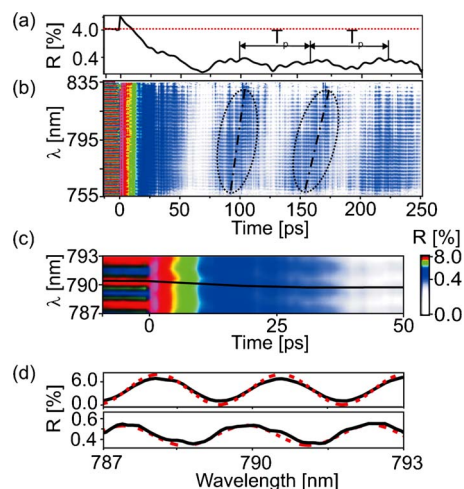 (a)
R [%]
4.0
0.4
Tp
Tp
(b)
λ [nm]
835
795
755
0
50
100
150
200
250
Time [ps]
(c)
λ [nm]
793
790
787
0
25
50
Time [ps]
R [%]
8.0
0.4
0.0
(d)
R [%]
6.0
0.0
R [%]
0.6
0.4
787
790
793
Wavelength [nm]